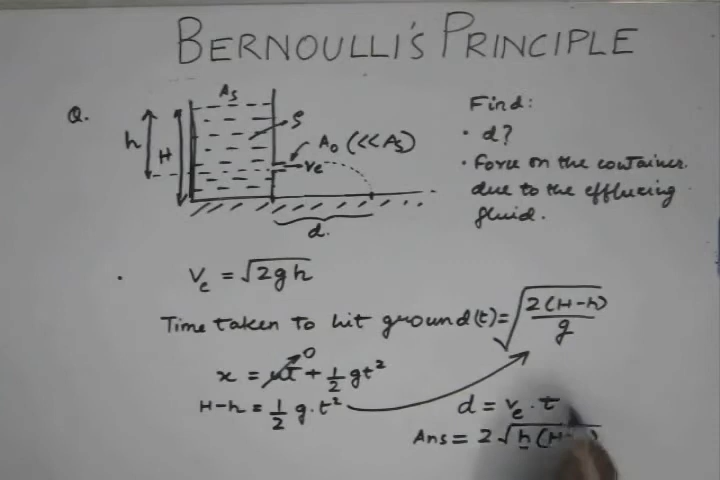 BERNOULLI'S PRINCIPLE
Q.
As
h
H
ρ
A₀ (<<As)
ve
d.
Find:
• d?
• Force on the container
due to the effluxing
fluid.
Ve = √2gh
Time taken to hit ground(t) = √2(H-h)/g
x = ut + 1/2 gt²
0
H-h = 1/2 g.t²
d = ve . t
Ans = 2√h(H-